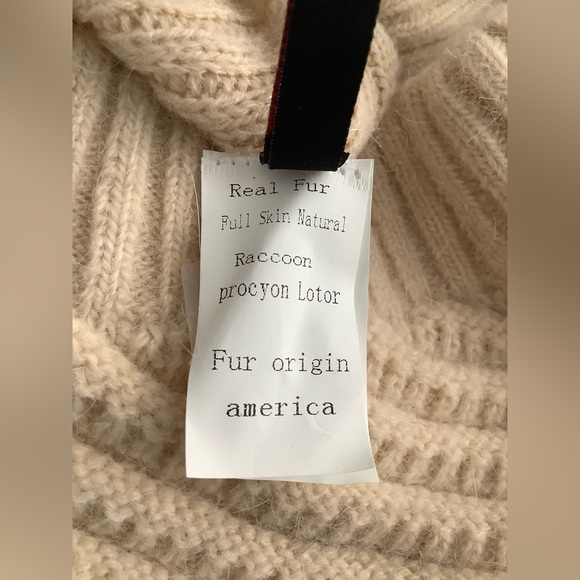 Real Fur
Full Skin Natural
Raccoon
procyon Lotor
Fur origin
america